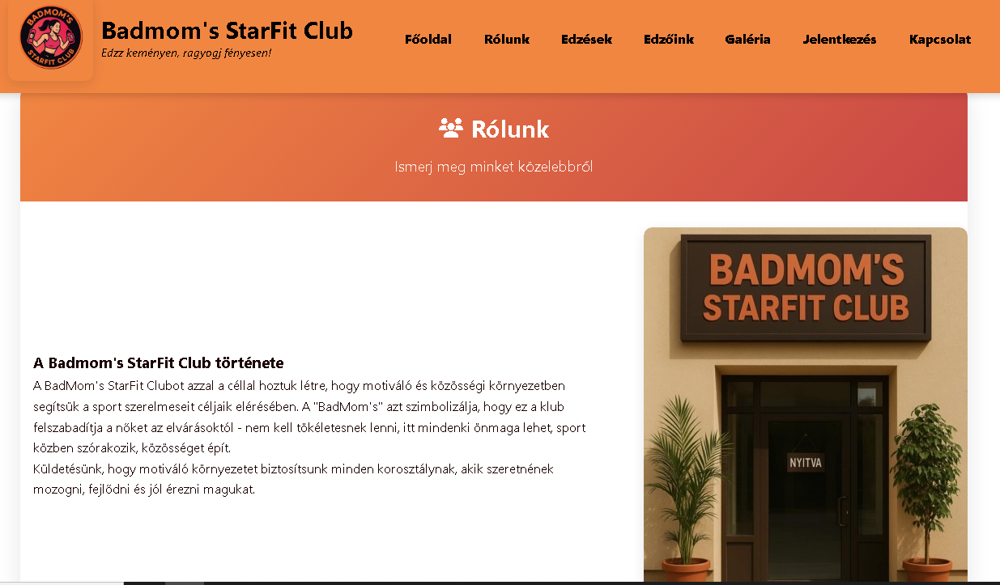 BADMOM'S
STARFIT CLUB
Badmom's StarFit Club
Edzz keményen, ragyogj fényesen!
Főoldal Rólunk Edzések Edzőink Galéria Jelentkezés Kapcsolat
Rólunk
Ismerj meg minket közelebbről
A Badmom's StarFit Club története
A BadMom's StarFit Clubot azzal a céllal hoztuk létre, hogy motiváló és közösségi környezetben
segítsük a sport szerelmeseit céljaik elérésében. A "BadMom's" azt szimbolizálja, hogy ez a klub
felszabadítja a nőket az elvárásoktól - nem kell tökéletesnek lenni, itt mindenki önmaga lehet, sport
közben szórakozik, közösséget épít.
Küldetésünk, hogy motiváló környezetet biztosítsunk minden korosztálynak, akik szeretnének
mozogni, fejlődni és jól érezni magukat.
BADMOM'S
STARFIT CLUB
NYITVA